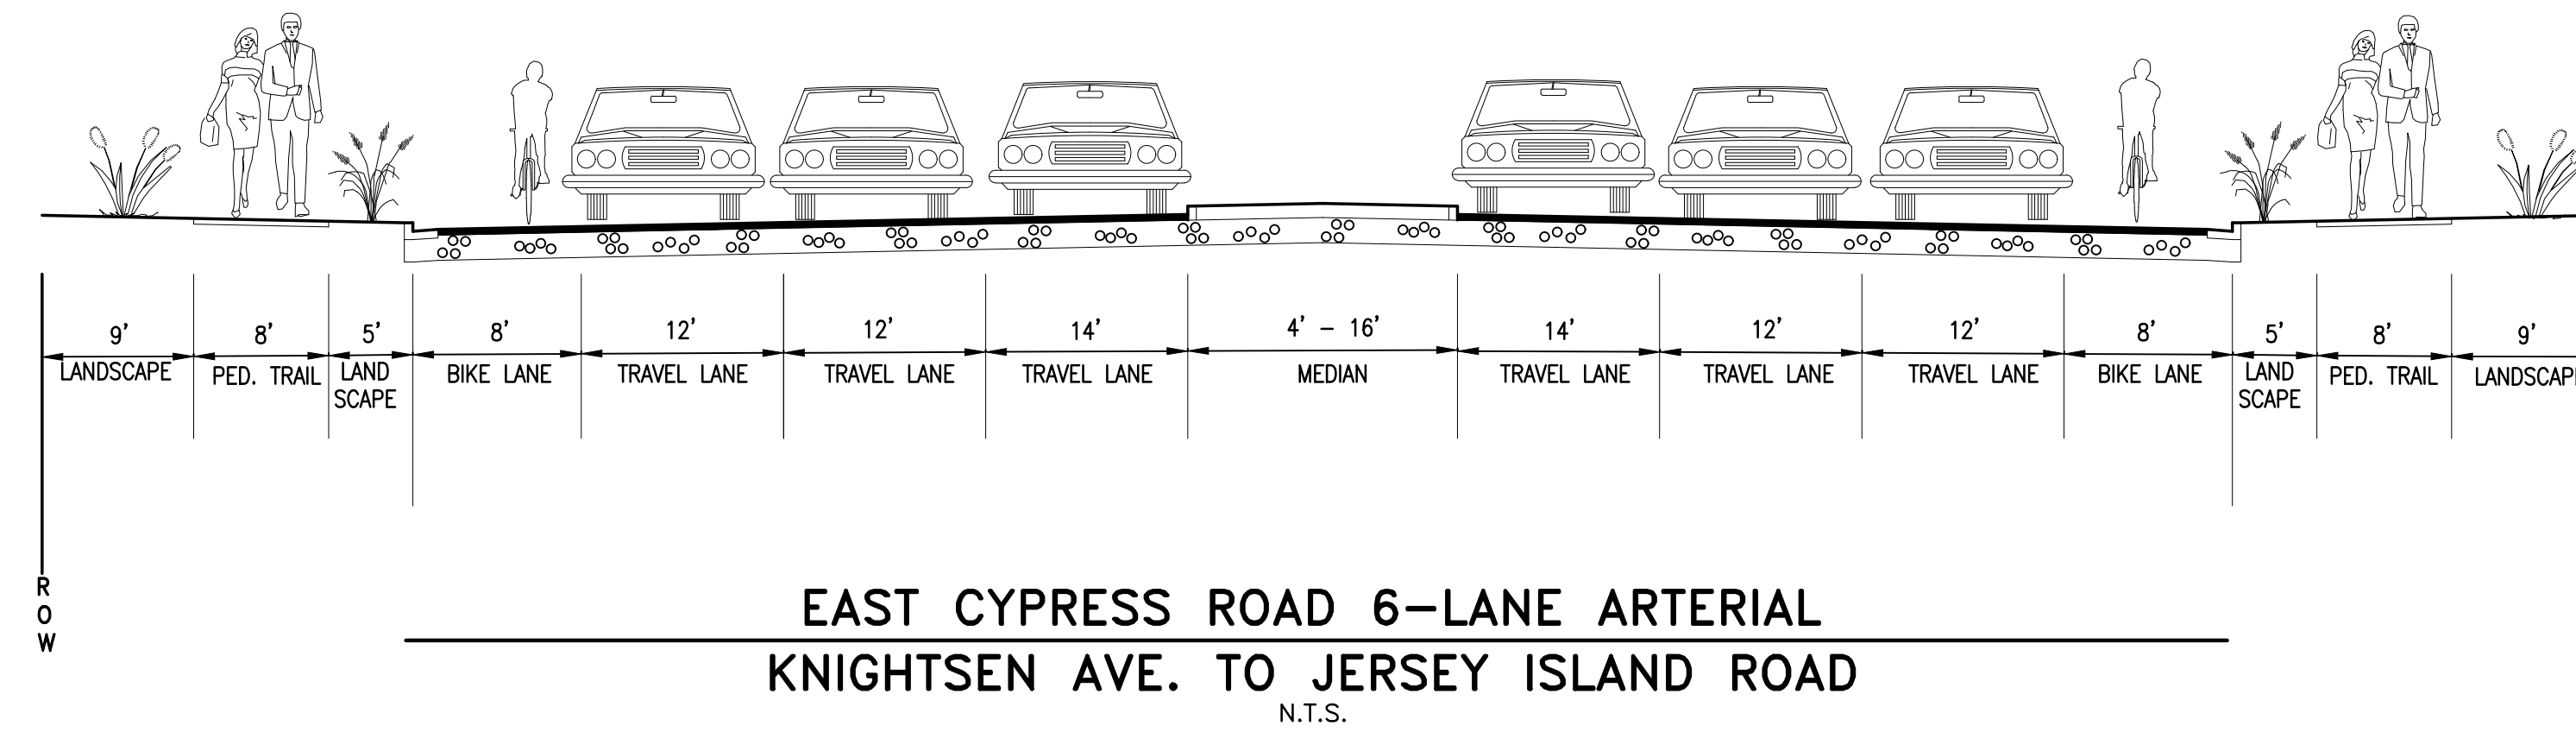 9' 8' 5' 8' 12' 12' 14' 4' - 16' 14' 12' 12' 8' 5' 8' 9'
LANDSCAPE PED. TRAIL LAND BIKE LANE TRAVEL LANE TRAVEL LANE TRAVEL LANE MEDIAN TRAVEL LANE TRAVEL LANE TRAVEL LANE BIKE LANE LAND PED. TRAIL LANDSCAP
SCAPE SCAPE
R
O
W
EAST CYPRESS ROAD 6-LANE ARTERIAL
KNIGHTSEN AVE. TO JERSEY ISLAND ROAD
N.T.S.